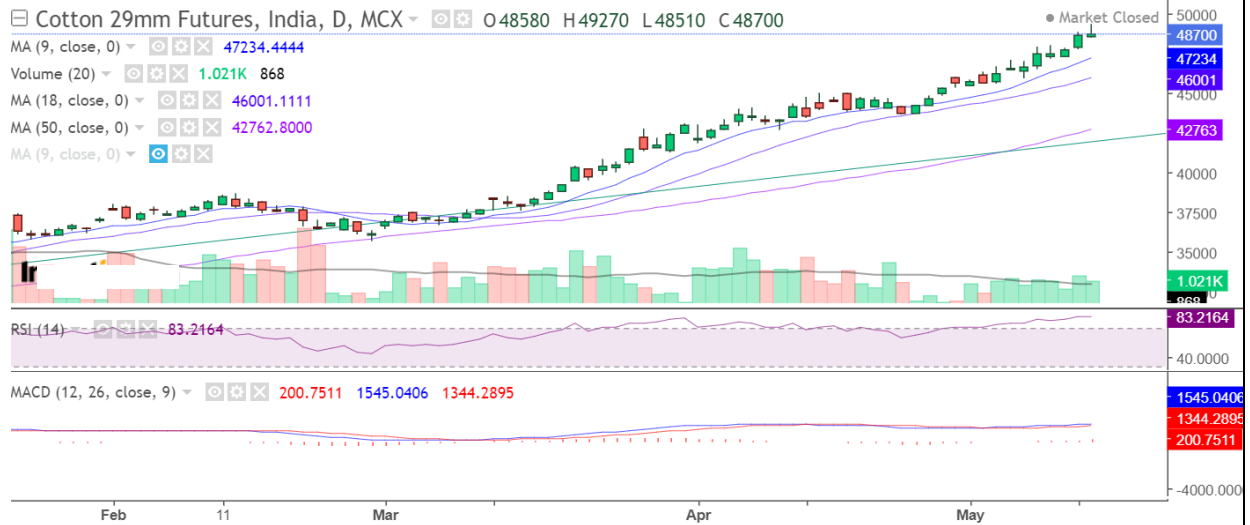 Cotton 29mm Futures, India, D, MCX O48580 H49270 L48510 C48700
Market Closed
MA (9, close, 0) 47234.4444
Volume (20) 1.021K 868
MA (18, close, 0) 46001.1111
MA (50, close, 0) 42762.8000
MA (9, close, 0)
50000
48700
47234
46001
45000
42763
40000
37500
35000
1.021K
868
RSI (14) 83.2164
83.2164
40.0000
MACD (12, 26, close, 9) 200.7511 1545.0406 1344.2895
1545.0406
1344.2895
200.7511
-4000.000
Feb 11 Mar Apr May